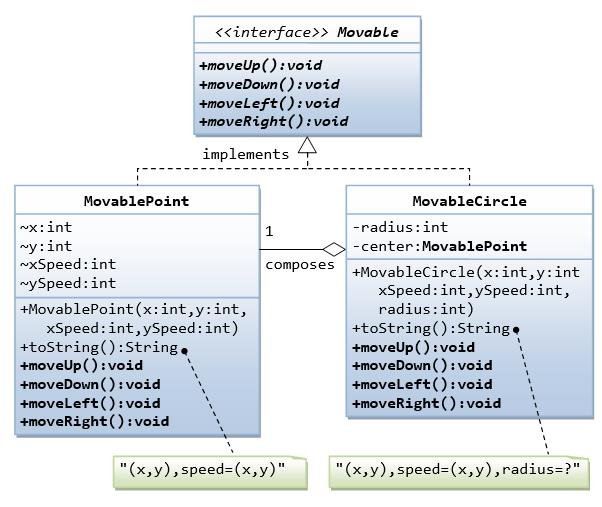 <<interface>> Movable
+moveUp():void
+moveDown():void
+moveLeft():void
+moveRight():void
implements
MovablePoint
~x:int
~y:int
~xSpeed:int
~ySpeed:int
+MovablePoint(x:int,y:int,
xSpeed:int,ySpeed:int)
+toString():String
+moveUp():void
+moveDown():void
+moveLeft():void
+moveRight():void
1
composes
MovableCircle
-radius:int
-center:MovablePoint
+MovableCircle(x:int,y:int
xSpeed:int,ySpeed:int,
radius:int)
+toString():String
+moveUp():void
+moveDown():void
+moveLeft():void
+moveRight():void
"(x,y),speed=(x,y)"
"(x,y),speed=(x,y),radius=?"